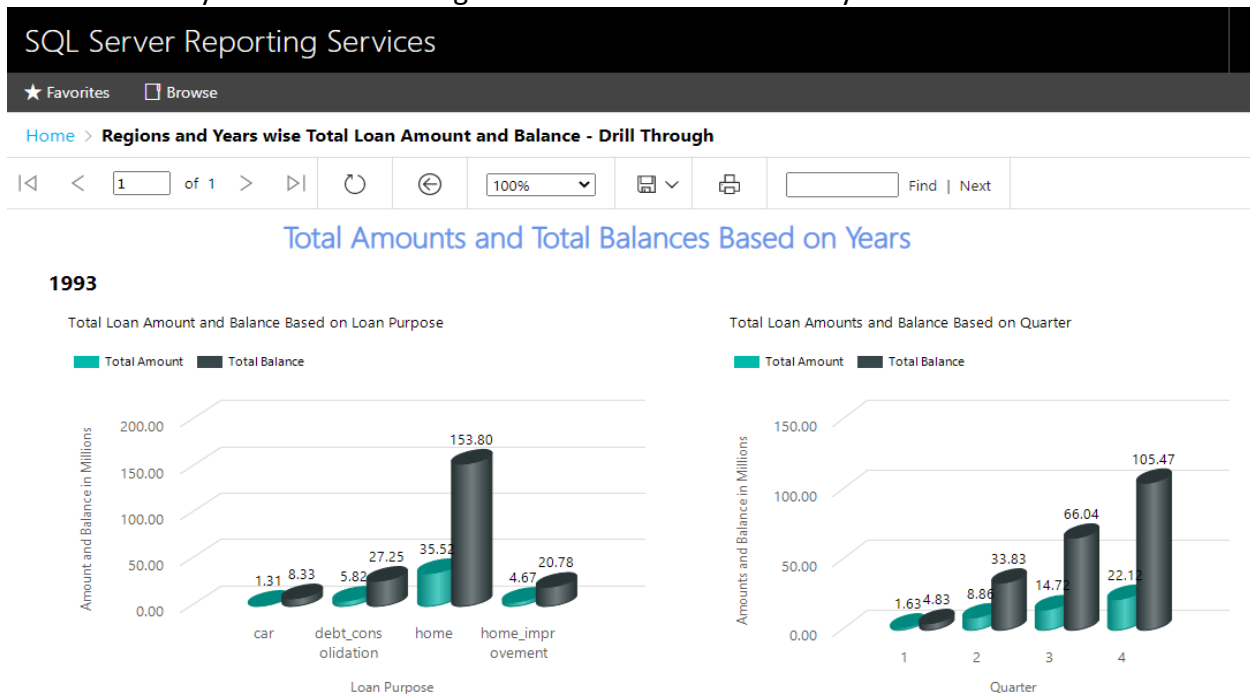 SQL Server Reporting Services
Favorites Browse
Home > Regions and Years wise Total Loan Amount and Balance - Drill Through
1 of 1 100% Find | Next
Total Amounts and Total Balances Based on Years
1993
Total Loan Amount and Balance Based on Loan Purpose
Total Amount Total Balance
Amount and Balance in Millions
200.00
150.00
100.00
50.00
0.00
1.31 8.33 5.82 27.25 35.52 153.80 4.67 20.78
car debt_cons home home_impr
olidation ovement
Loan Purpose
Total Loan Amounts and Balance Based on Quarter
Total Amount Total Balance
Amounts and Balance in Millions
150.00
100.00
50.00
0.00
1.63 4.83 8.86 33.83 14.72 66.04 22.12 105.47
1 2 3 4
Quarter